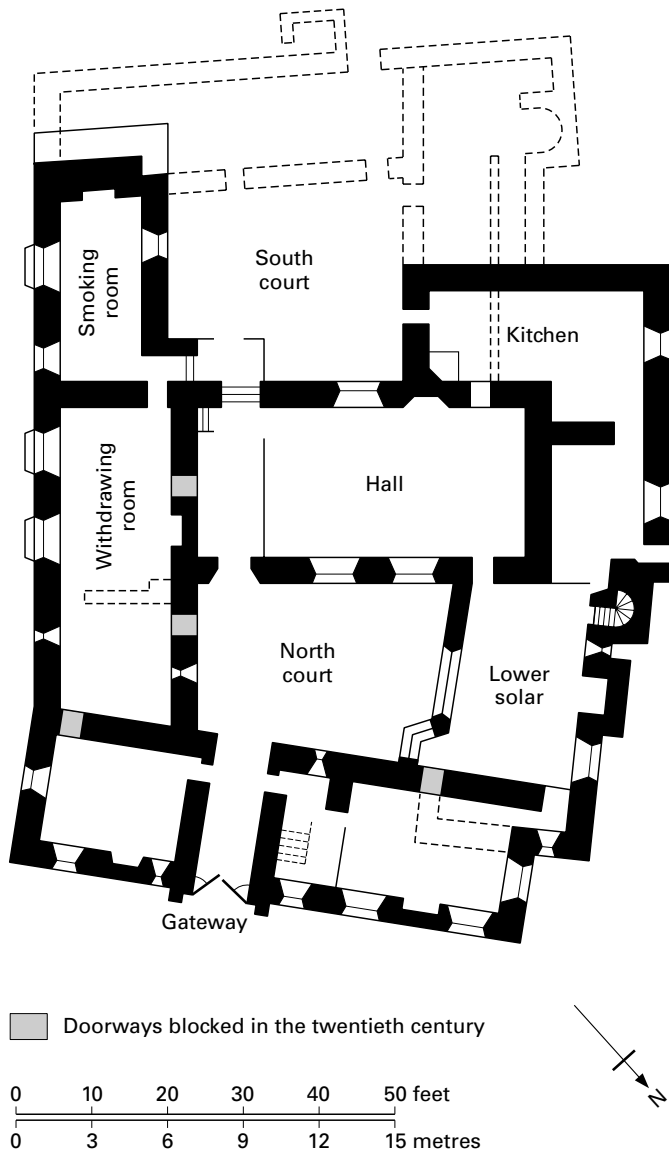 South
court
Smoking
room
Kitchen
Withdrawing
room
Hall
North
court
Lower
solar
Gateway
Doorways blocked in the twentieth century
N
0 10 20 30 40 50 feet
0 3 6 9 12 15 metres